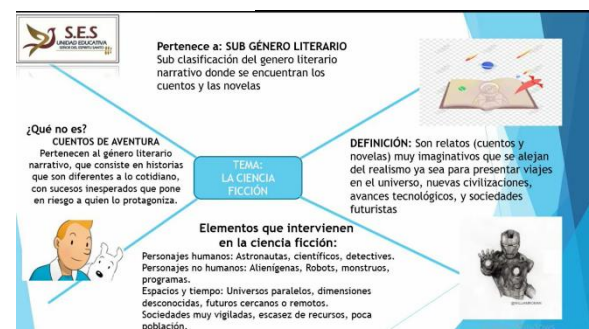 S.E.S
UNIDAD EDUCATIVA
Pertenece a: SUB GÉNERO LITERARIO
Sub clasificación del genero literario
narrativo donde se encuentran los
cuentos y las novelas
¿Qué no es?
CUENTOS DE AVENTURA
Pertenecen al género literario
narrativo, que consiste en historias
que son diferentes a lo cotidiano,
con sucesos inesperados que pone
en riesgo a quien lo protagoniza.
TEMA:
LA CIENCIA
FICCIÓN
DEFINICIÓN: Son relatos (cuentos y
novelas) muy imaginativos que se alejan
del realismo ya sea para presentar viajes
en el universo, nuevas civilizaciones,
avances tecnológicos, y sociedades
futuristas
Elementos que intervienen
en la ciencia ficción:
Personajes humanos: Astronautas, científicos, detectives.
Personajes no humanos: Alienígenas, Robots, monstruos,
programas.
Espacios y tiempo: Universos paralelos, dimensiones
desconocidas, futuros cercanos o remotos.
Sociedades muy vigiladas, escasez de recursos, poca
población.